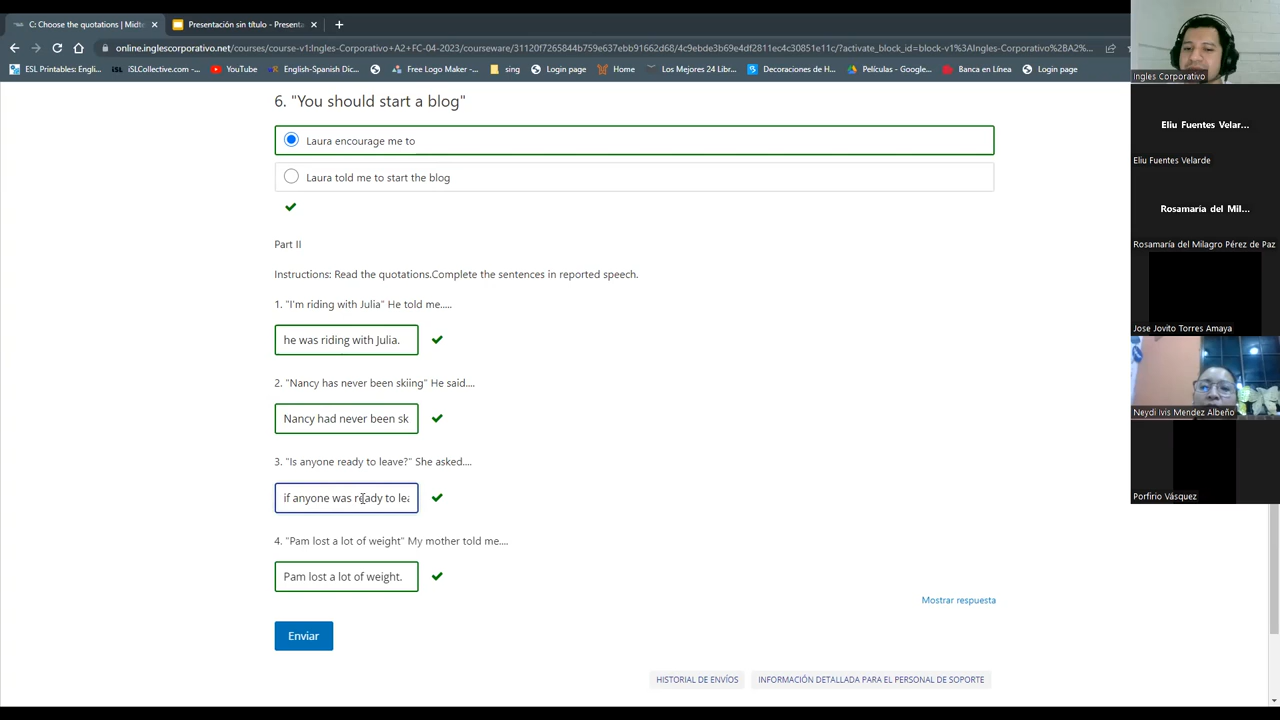 C: Choose the quotations | Midte
Presentación sin título - Presenta
online.inglescorporativo.net/courses/course-v1:Ingles-Corporativo+A2+FC-04-2023/courseware/31120f7265844b759e637ebb91662d68/4c9ebde3b69e4df2811ec4c30851e11c/?activate_block_id=block-v1%3AIngles-Corporativo%2BA2%...
ESL Printables: Engli...
iSLCollective.com -...
YouTube
English-Spanish Dic...
Free Logo Maker -...
sing
Login page
Home
Los Mejores 24 Libr...
Decoraciones de H...
Películas - Google...
Banca en Línea
Login page
6. "You should start a blog"
Laura encourage me to
Laura told me to start the blog
Part II
Instructions: Read the quotations.Complete the sentences in reported speech.
1. "I'm riding with Julia" He told me.....
he was riding with Julia.
2. "Nancy has never been skiing" He said....
Nancy had never been sk
3. "Is anyone ready to leave?" She asked....
if anyone was ready to lea
4. "Pam lost a lot of weight" My mother told me....
Pam lost a lot of weight.
Mostrar respuesta
Enviar
HISTORIAL DE ENVÍOS
INFORMACIÓN DETALLADA PARA EL PERSONAL DE SOPORTE
Ingles Corporativo
Eliu Fuentes Velar...
Eliu Fuentes Velarde
Rosamaría del Mil...
Rosamaría del Milagro Pérez de Paz
Jose Jovito Torres Amaya
Neydi Ivis Mendez Albeño
Porfirio Vásquez